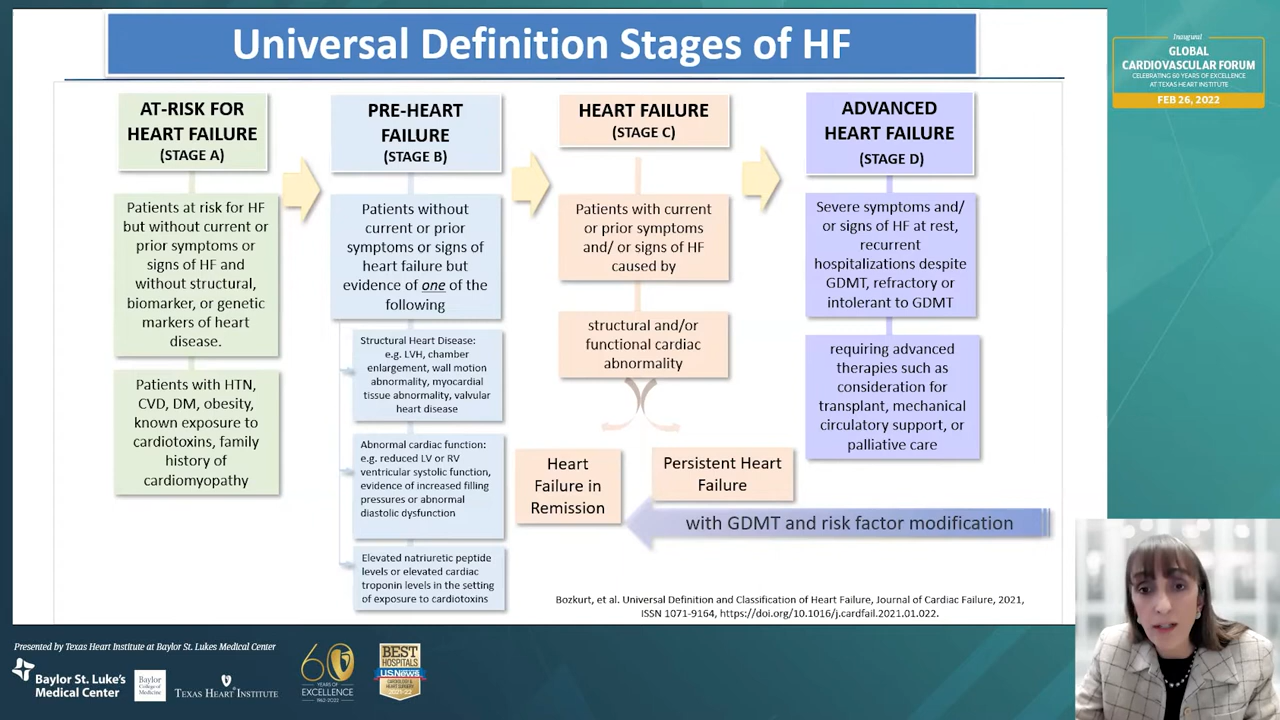 Universal Definition Stages of HF
AT-RISK FOR
HEART FAILURE
(STAGE A)
Patients at risk for HF
but without current or
prior symptoms or
signs of HF and
without structural,
biomarker, or genetic
markers of heart
disease.
Patients with HTN,
CVD, DM, obesity,
known exposure to
cardiotoxins, family
history of
cardiomyopathy
PRE-HEART
FAILURE
(STAGE B)
Patients without
current or prior
symptoms or signs of
heart failure but
evidence of one of the
following
Structural Heart Disease:
e.g. LVH, chamber
enlargement, wall motion
abnormality, myocardial
tissue abnormality, valvular
heart disease
Abnormal cardiac function:
e.g. reduced LV or RV
ventricular systolic function,
evidence of increased filling
pressures or abnormal
diastolic dysfunction
Elevated natriuretic peptide
levels or elevated cardiac
troponin levels in the setting
of exposure to cardiotoxins
HEART FAILURE
(STAGE C)
Patients with current
or prior symptoms
and/ or signs of HF
caused by
structural and/or
functional cardiac
abnormality
Heart
Failure in
Remission
Persistent Heart
Failure
ADVANCED
HEART FAILURE
(STAGE D)
Severe symptoms and/
or signs of HF at rest,
recurrent
hospitalizations despite
GDMT, refractory or
intolerant to GDMT
requiring advanced
therapies such as
consideration for
transplant, mechanical
circulatory support, or
palliative care
with GDMT and risk factor modification
Bozkurt, et al. Universal Definition and Classification of Heart Failure, Journal of Cardiac Failure, 2021,
ISSN 1071-9164, https://doi.org/10.1016/j.cardfail.2021.01.022.
Inaugural
GLOBAL
CARDIOVASCULAR FORUM
CELEBRATING 60 YEARS OF EXCELLENCE
AT TEXAS HEART INSTITUTE
FEB 26, 2022
Presented by Texas Heart Institute at Baylor St. Lukes Medical Center
Baylor St. Luke's
Medical Center
Baylor
College of
Medicine
TEXAS HEART INSTITUTE
60
YEARS OF
EXCELLENCE
1962-2022
BEST
HOSPITALS
U.S. News